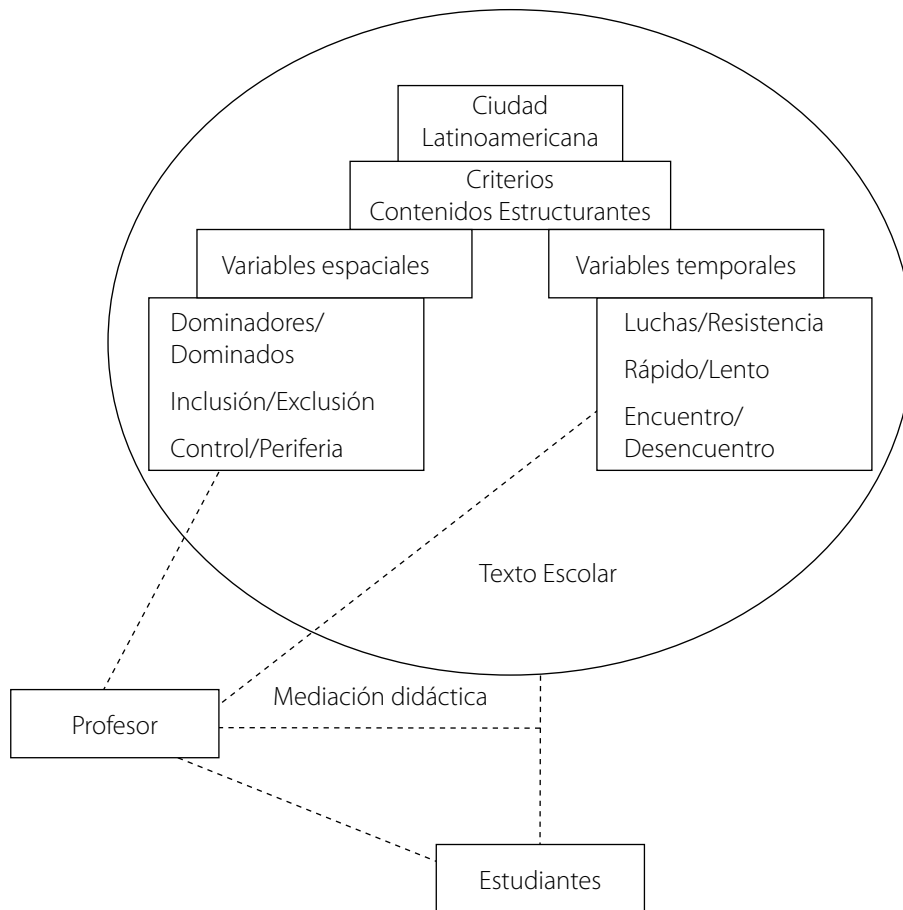 Ciudad
Latinoamericana
Criterios
Contenidos Estructurantes
Variables espaciales
Variables temporales
Dominadores/
Dominados
Inclusión/Exclusión
Control/Periferia
Luchas/Resistencia
Rápido/Lento
Encuentro/
Desencuentro
Texto Escolar
Mediación didáctica
Profesor
Estudiantes